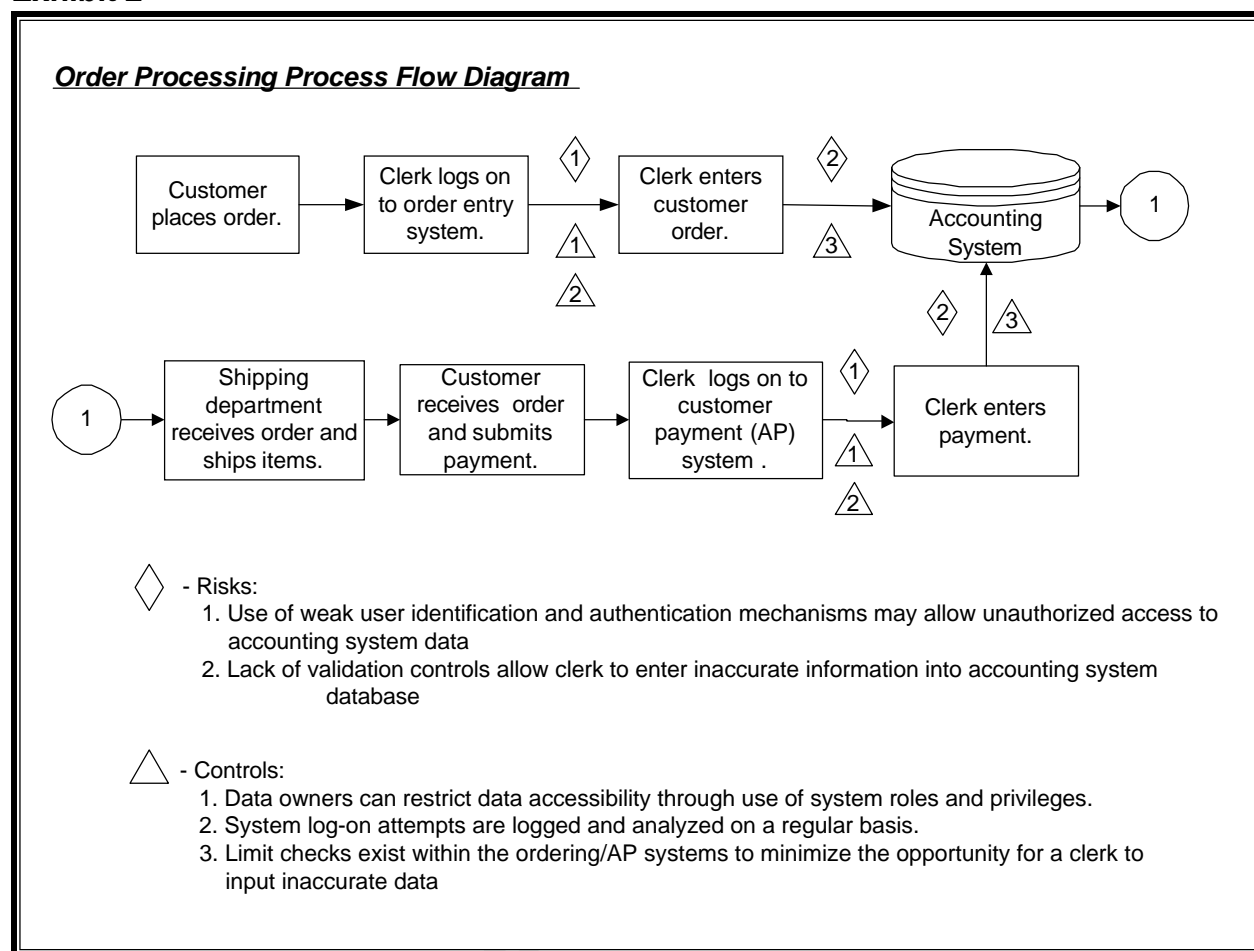 Order Processing Process Flow Diagram
Customer
places order.
Clerk logs on
to order entry
system.
1
1
2
Clerk enters
customer
order.
2
3
Accounting
System
1
1
Shipping
department
receives order and
ships items.
Customer
receives order
and submits
payment.
Clerk logs on to
customer
payment (AP)
system .
1
1
2
Clerk enters
payment.
2
3
- Risks:
1. Use of weak user identification and authentication mechanisms may allow unauthorized access to
accounting system data
2. Lack of validation controls allow clerk to enter inaccurate information into accounting system
database
- Controls:
1. Data owners can restrict data accessibility through use of system roles and privileges.
2. System log-on attempts are logged and analyzed on a regular basis.
3. Limit checks exist within the ordering/AP systems to minimize the opportunity for a clerk to
input inaccurate data